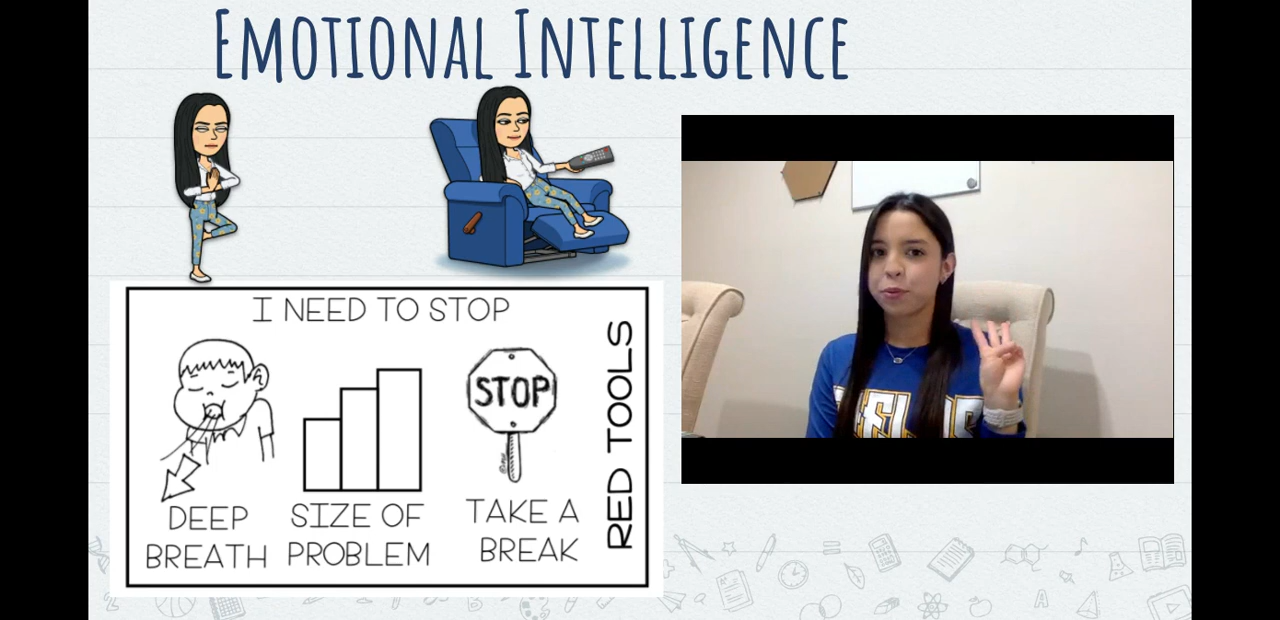 Emotional Intelligence
I NEED TO STOP
STOP
DEEP
BREATH
SIZE OF
PROBLEM
TAKE A
BREAK
RED TOOLS